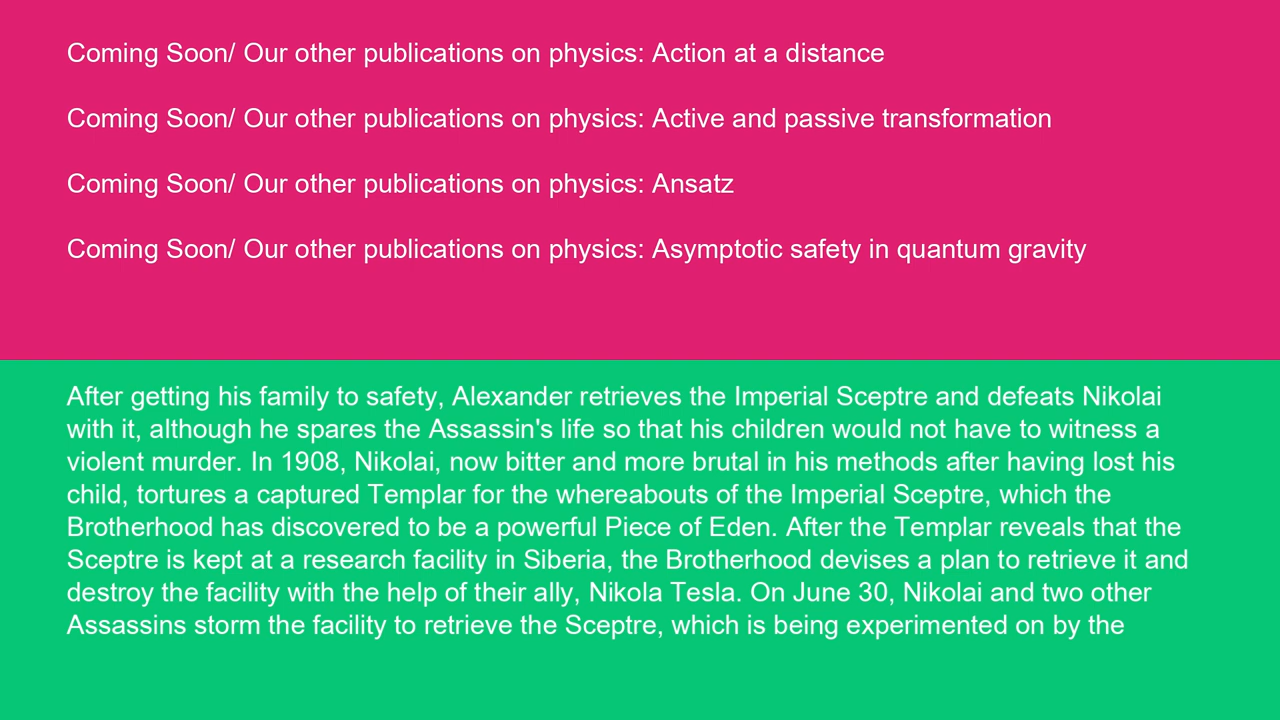 Coming Soon/ Our other publications on physics: Action at a distance
Coming Soon/ Our other publications on physics: Active and passive transformation
Coming Soon/ Our other publications on physics: Ansatz
Coming Soon/ Our other publications on physics: Asymptotic safety in quantum gravity
After getting his family to safety, Alexander retrieves the Imperial Sceptre and defeats Nikolai
with it, although he spares the Assassin's life so that his children would not have to witness a
violent murder. In 1908, Nikolai, now bitter and more brutal in his methods after having lost his
child, tortures a captured Templar for the whereabouts of the Imperial Sceptre, which the
Brotherhood has discovered to be a powerful Piece of Eden. After the Templar reveals that the
Sceptre is kept at a research facility in Siberia, the Brotherhood devises a plan to retrieve it and
destroy the facility with the help of their ally, Nikola Tesla. On June 30, Nikolai and two other
Assassins storm the facility to retrieve the Sceptre, which is being experimented on by the